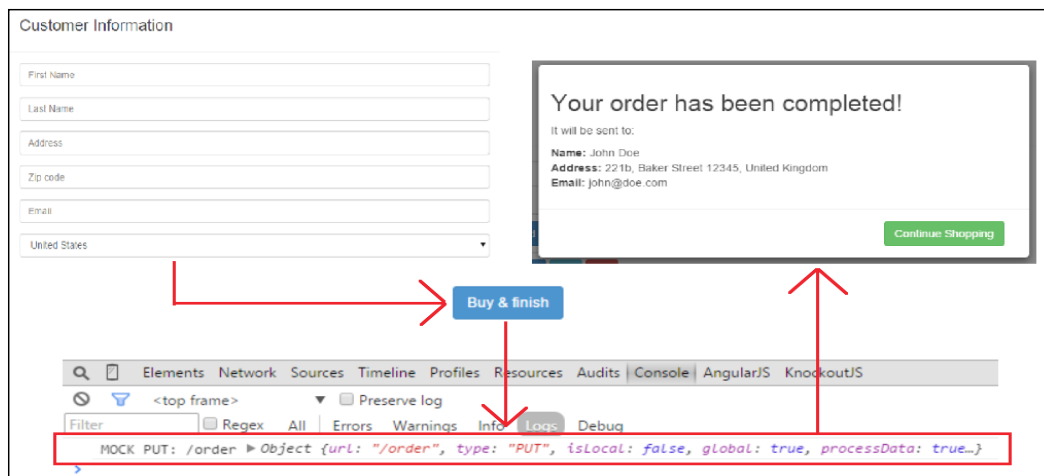 Customer Information
First Name
Last Name
Address
Zip code
Email
United States
Your order has been completed!
It will be sent to:
Name: John Doe
Address: 221b, Baker Street 12345, United Kingdom
Email: john@doe.com
Continue Shopping
Buy & finish
Elements Network Sources Timeline Profiles Resources Audits Console AngularJS KnockoutJS
<top frame> Preserve log
Filter Regex All Errors Warnings Info Logs Debug
MOCK PUT: /order Object {url: "/order", type: "PUT", isLocal: false, global: true, processData: true…}
>